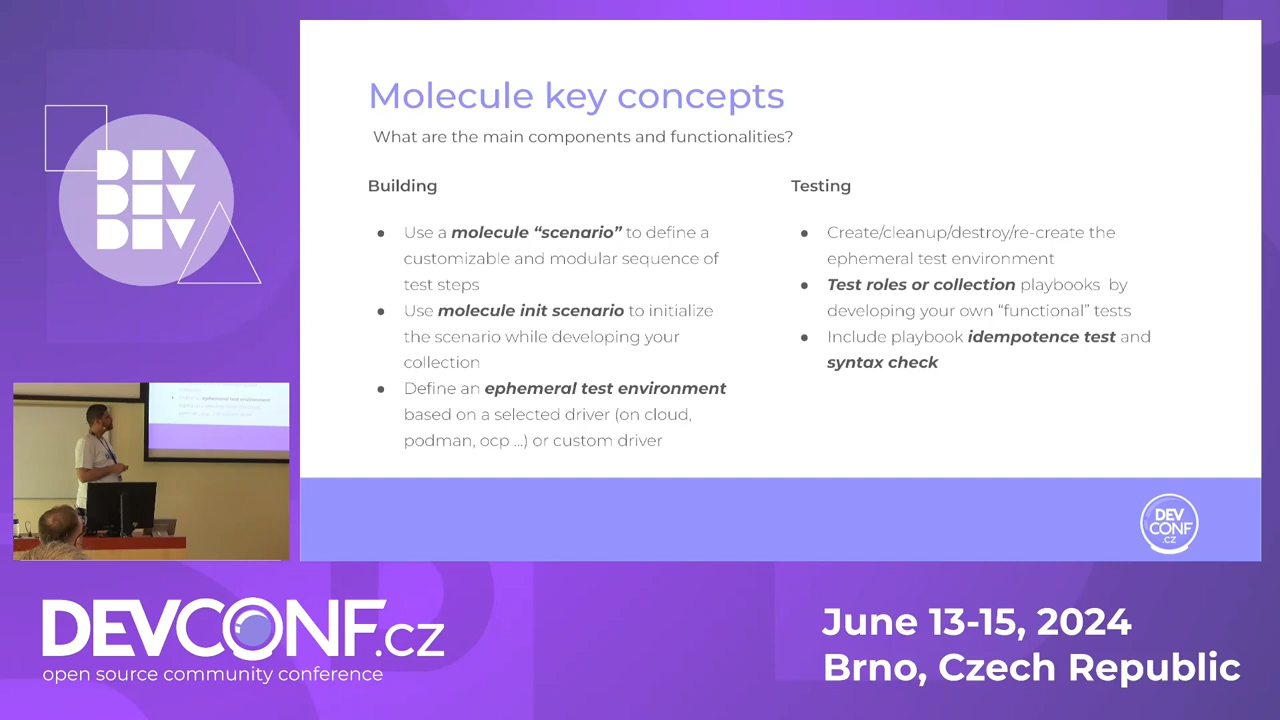 DEV
DEV
DEV
Molecule key concepts
What are the main components and functionalities?
Building
● Use a molecule “scenario” to define a
customizable and modular sequence of
test steps
● Use molecule init scenario to initialize
the scenario while developing your
collection
● Define an ephemeral test environment
based on a selected driver (on cloud,
podman, ocp ...) or custom driver
Testing
● Create/cleanup/destroy/re-create the
ephemeral test environment
● Test roles or collection playbooks by
developing your own “functional” tests
● Include playbook idempotence test and
syntax check
DEV
CONF
.CZ
DEVCONF.cz
open source community conference
June 13-15, 2024
Brno, Czech Republic